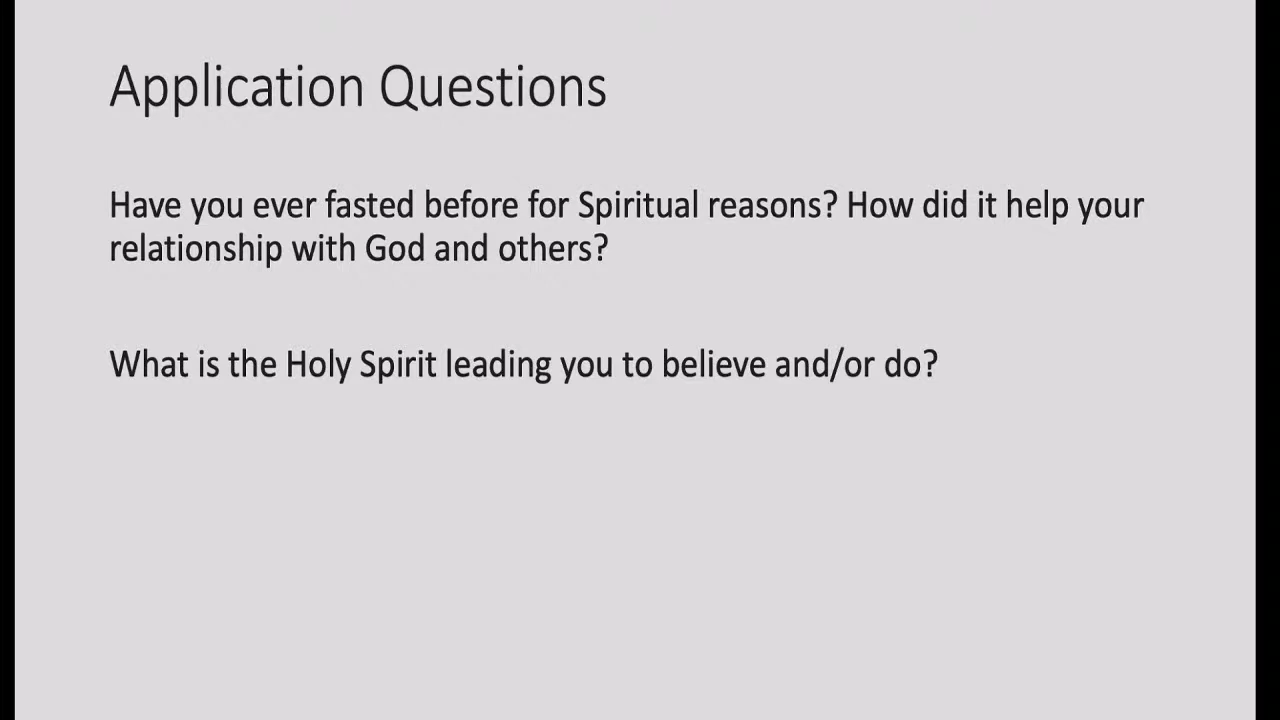 Application Questions
Have you ever fasted before for Spiritual reasons? How did it help your
relationship with God and others?
What is the Holy Spirit leading you to believe and/or do?